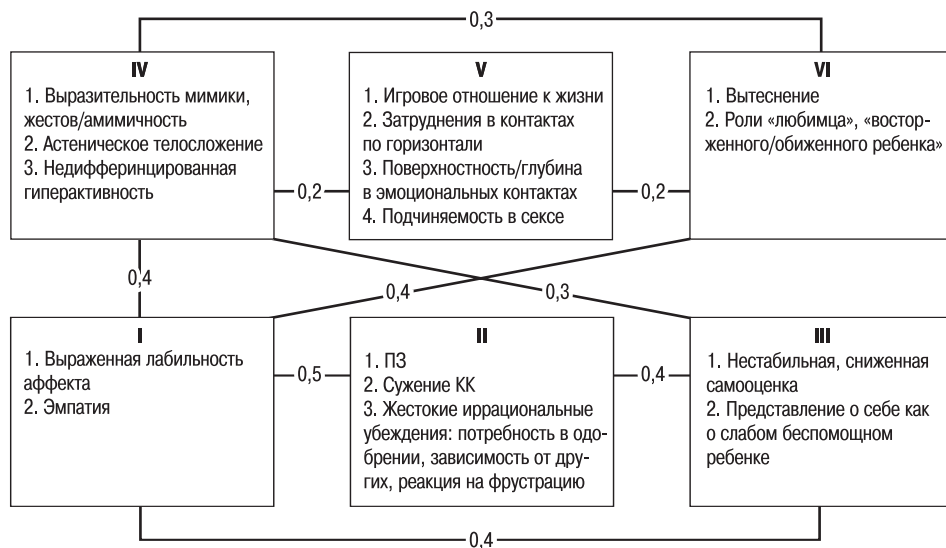 0,3
IV
1. Выразительность мимики,
жестов/амимичность
2. Астеническое телосложение
3. Недифферинцированная
гиперактивность
0,2
V
1. Игровое отношение к жизни
2. Затруднения в контактах
по горизонтали
3. Поверхностность/глубина
в эмоциональных контактах
4. Подчиняемость в сексе
0,2
VI
1. Вытеснение
2. Роли «любимца», «востор-
женного/обиженного ребенка»
0,4
0,4
0,3
I
1. Выраженная лабильность
аффекта
2. Эмпатия
0,5
II
1. ПЗ
2. Сужение КК
3. Жестокие иррациональные
убеждения: потребность в одо-
брении, зависимость от дру-
гих, реакция на фрустрацию
0,4
III
1. Нестабильная, сниженная
самооценка
2. Представление о себе как
о слабом беспомощном
ребенке
0,4